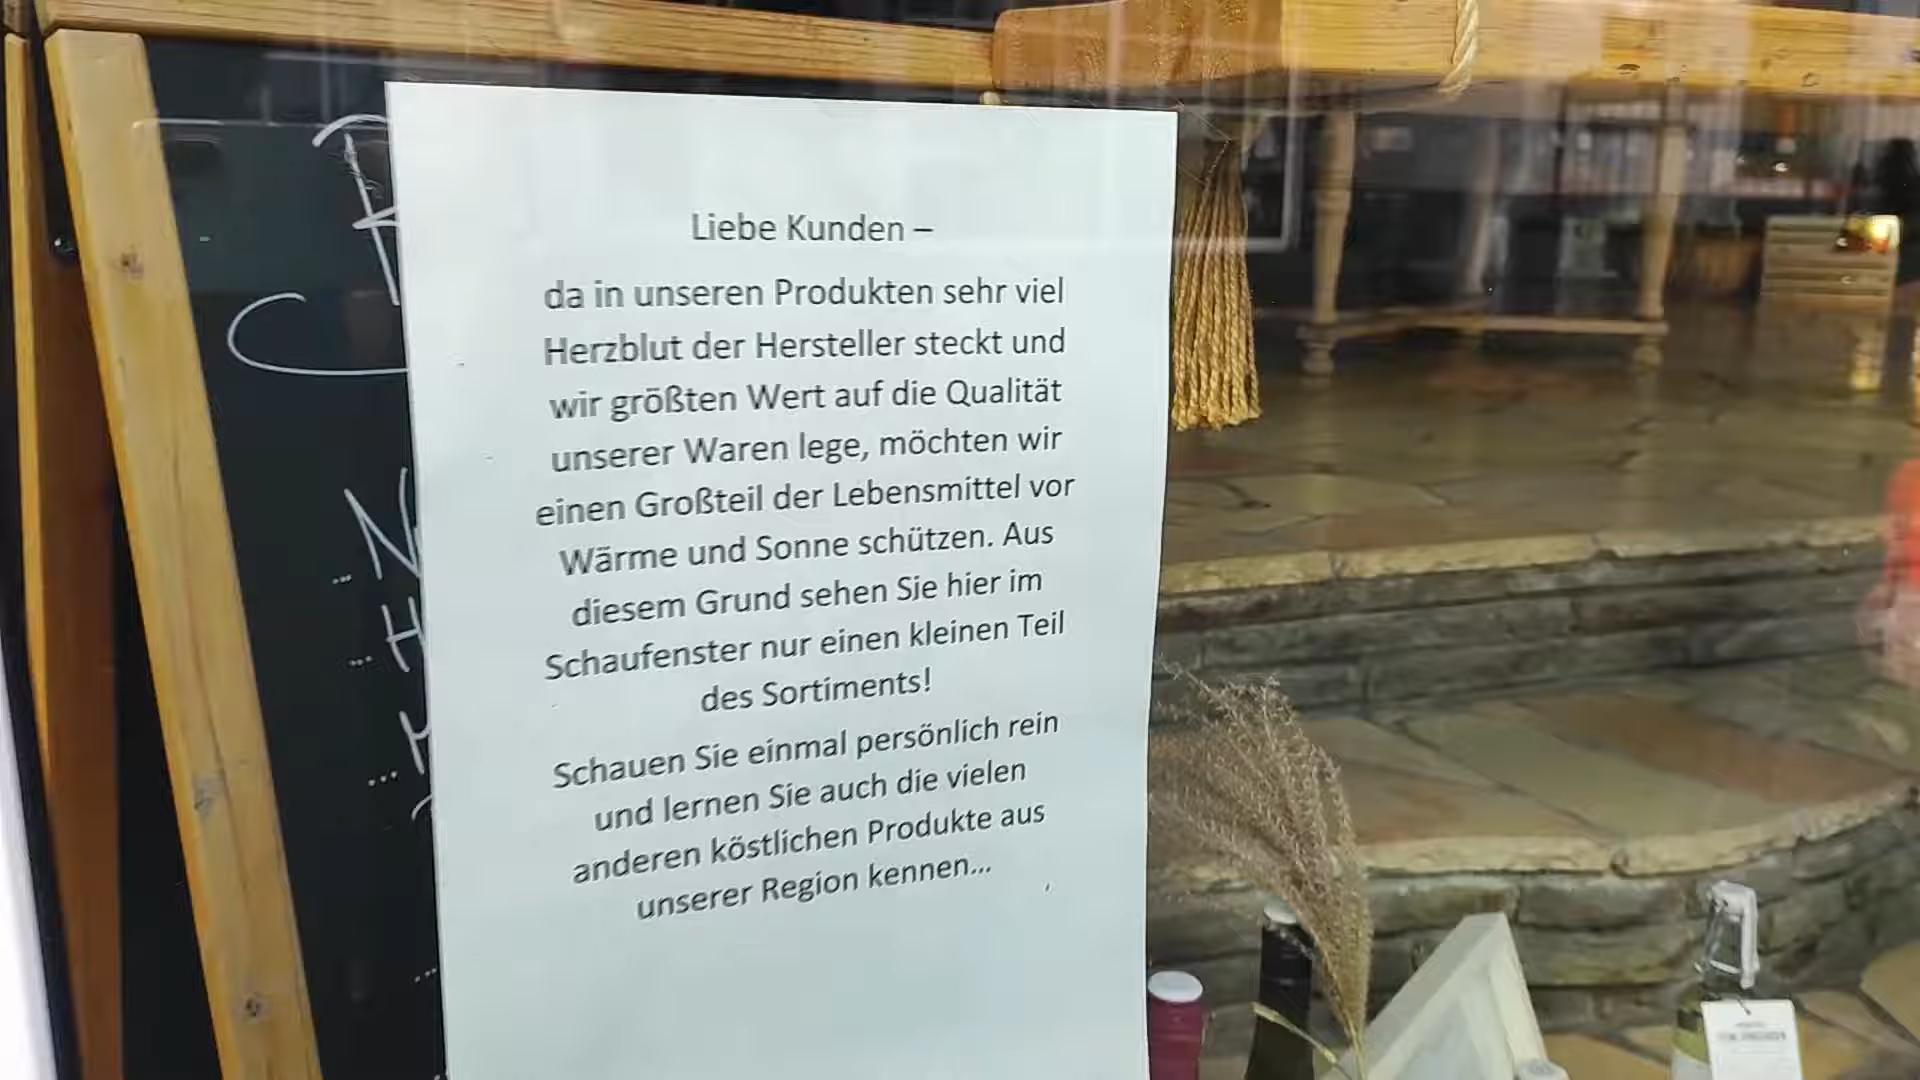 Liebe Kunden –
da in unseren Produkten sehr viel
Herzblut der Hersteller steckt und
wir größten Wert auf die Qualität
unserer Waren lege, möchten wir
einen Großteil der Lebensmittel vor
Wärme und Sonne schützen. Aus
diesem Grund sehen Sie hier im
Schaufenster nur einen kleinen Teil
des Sortiments!
Schauen Sie einmal persönlich rein
und lernen Sie auch die vielen
anderen köstlichen Produkte aus
unserer Region kennen...